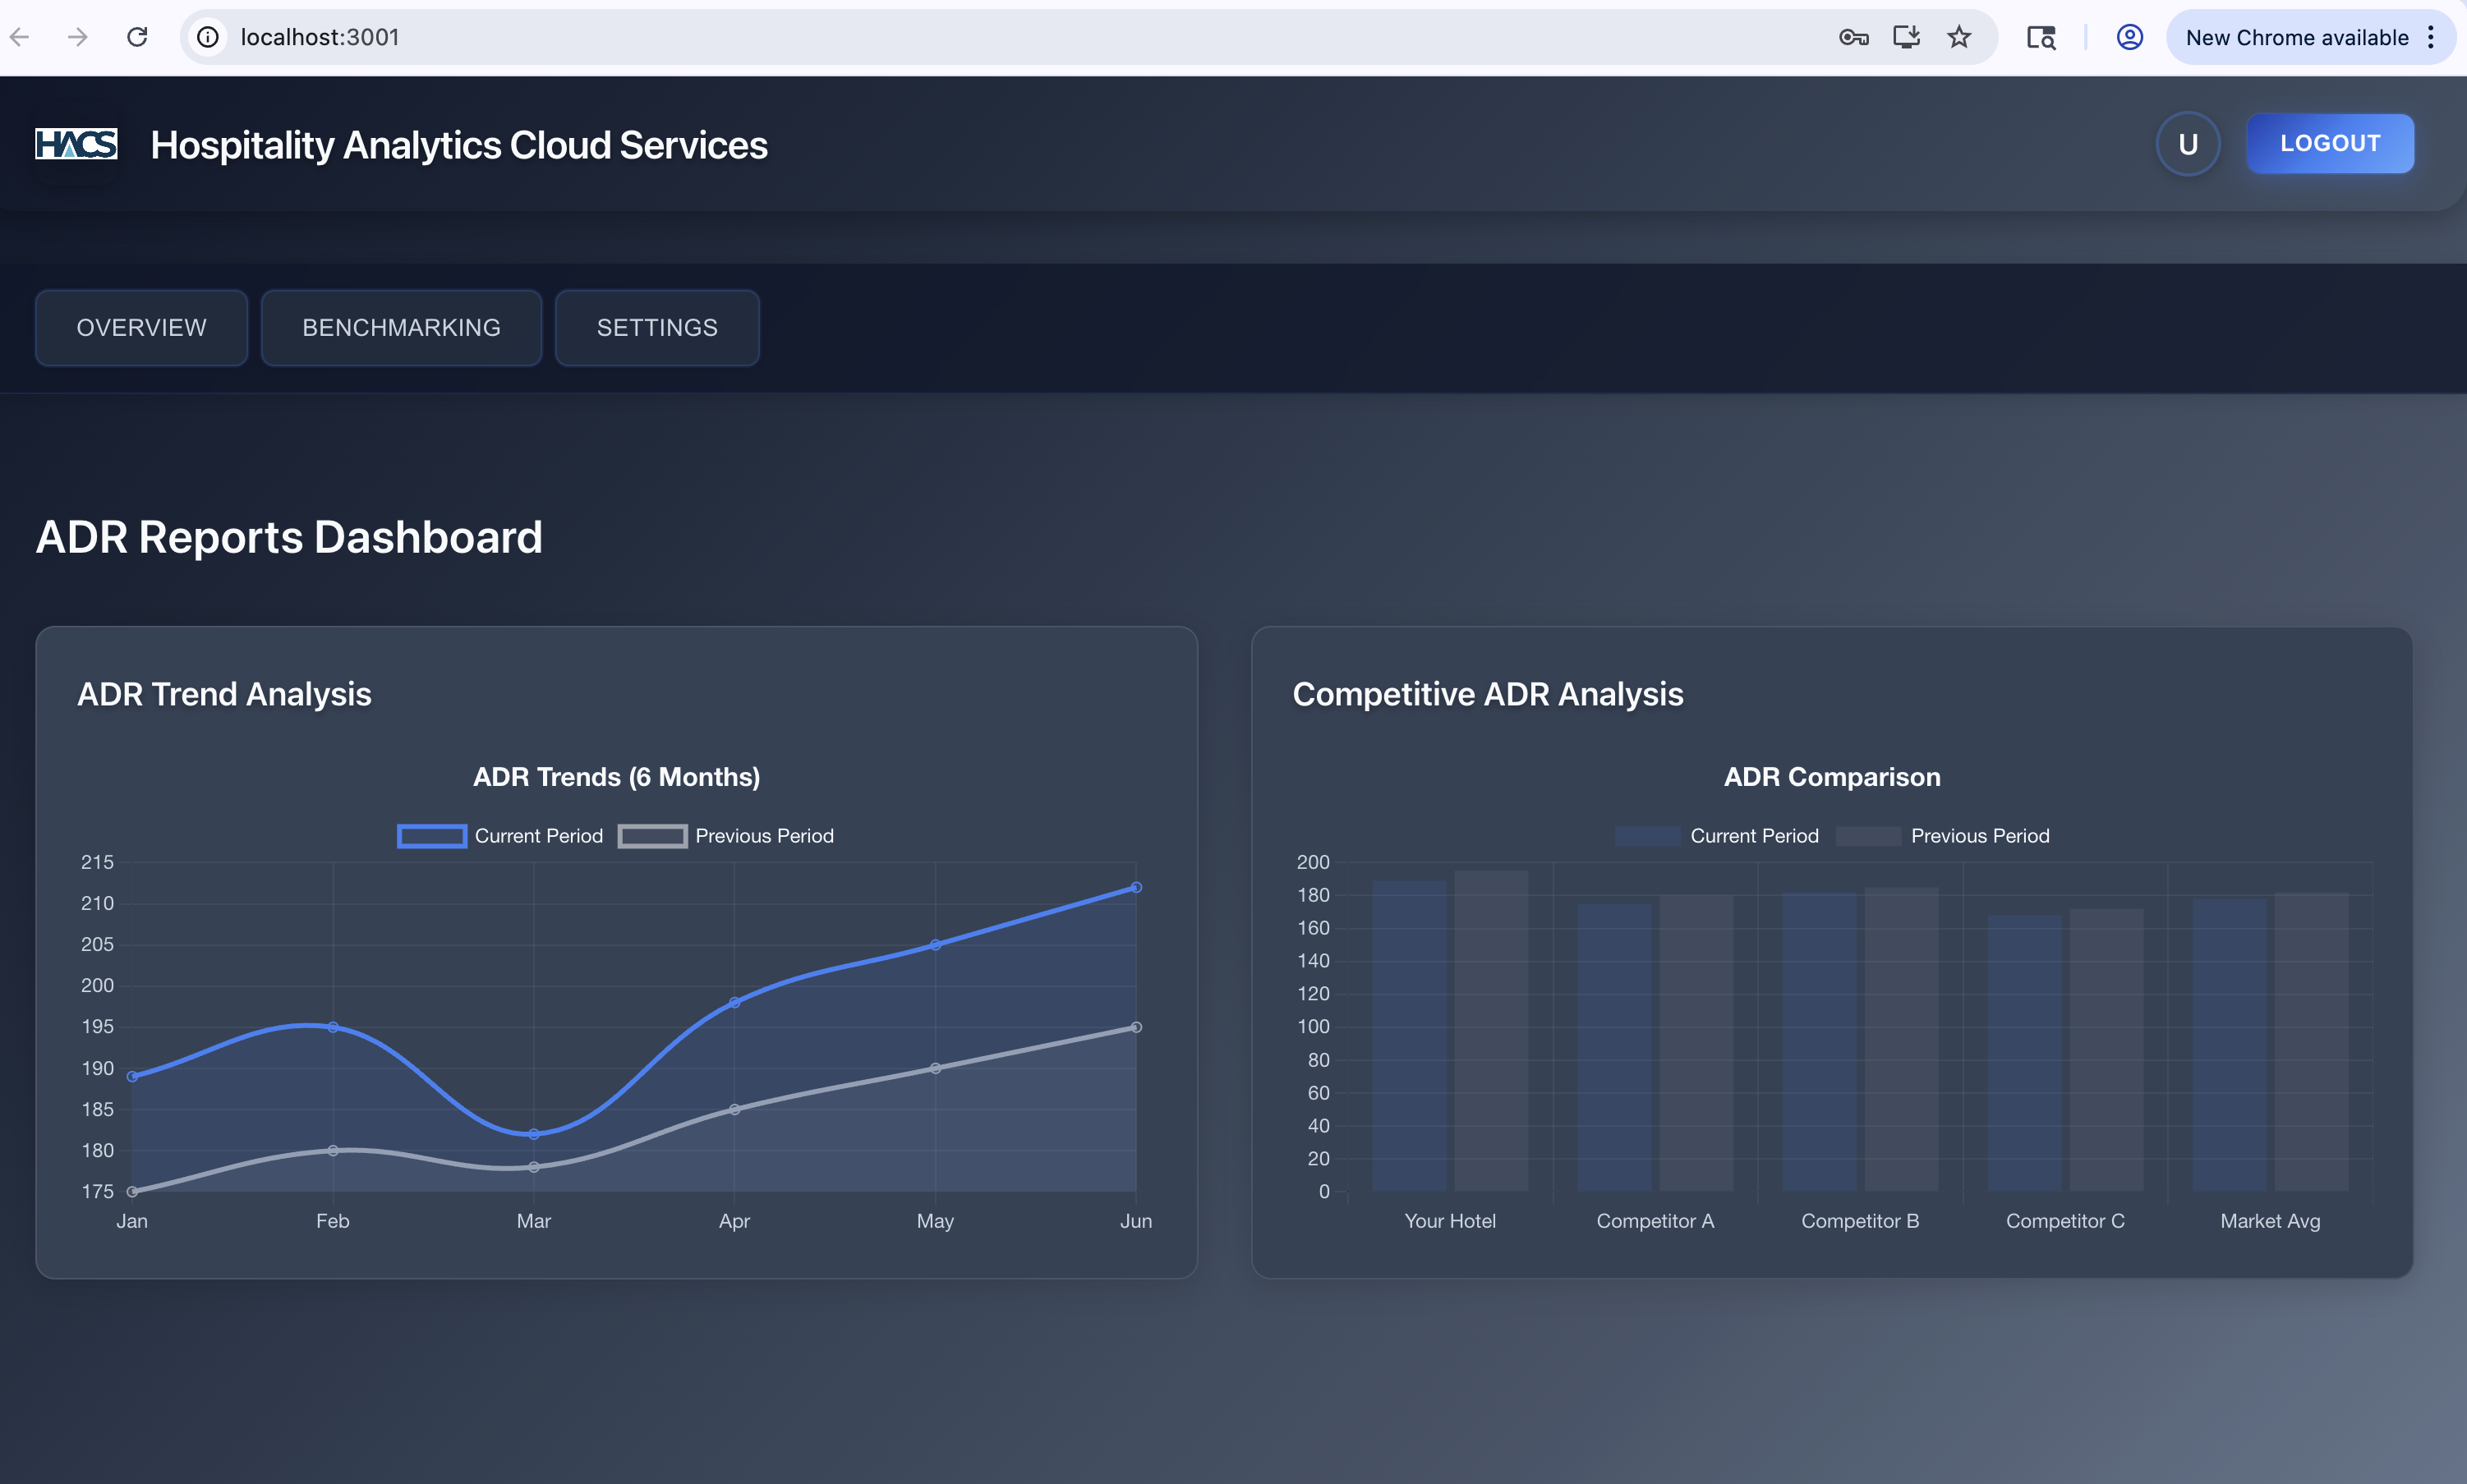 localhost:3001
New Chrome available
HACS
Hospitality Analytics Cloud Services
U
LOGOUT
OVERVIEW
BENCHMARKING
SETTINGS
ADR Reports Dashboard
ADR Trend Analysis
ADR Trends (6 Months)
Current Period
Previous Period
215
210
205
200
195
190
185
180
175
Jan
Feb
Mar
Apr
May
Jun
Competitive ADR Analysis
ADR Comparison
Current Period
Previous Period
200
180
160
140
120
100
80
60
40
20
0
Your Hotel
Competitor A
Competitor B
Competitor C
Market Avg